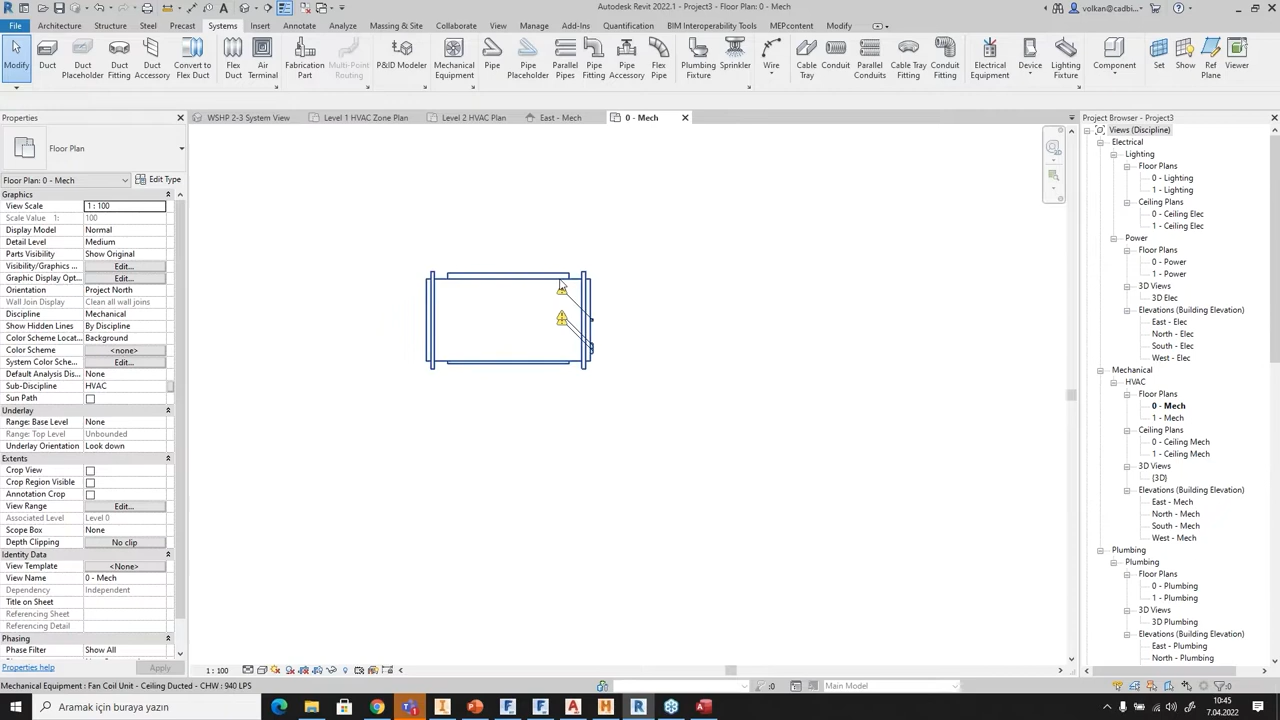 Autodesk Revit 2022.1 - Project3 - Floor Plan: 0 - Mech
volkan@cadbi...
File Architecture Structure Steel Precast Systems Insert Annotate Analyze Massing & Site Collaborate View Manage Add-Ins Quantification BIM Interoperability Tools MEPcontent Modify
Modify
Duct
Duct Placeholder
Duct Fitting
Duct Accessory
Convert to Flex Duct
Flex Duct
Air Terminal
Fabrication Part
Multi-Point Routing
P&ID Modeler
Mechanical Equipment
Pipe
Pipe Placeholder
Parallel Pipes
Pipe Fitting
Pipe Accessory
Flex Pipe
Plumbing Fixture
Sprinkler
Wire
Cable Tray
Conduit
Parallel Conduits
Cable Tray Fitting
Conduit Fitting
Electrical Equipment
Device
Lighting Fixture
Component
Set
Show
Ref Plane
Viewer
Properties
WSHP 2-3 System View
Level 1 HVAC Zone Plan
Level 2 HVAC Plan
East - Mech
0 - Mech
Floor Plan
Floor Plan: 0 - Mech
Edit Type
Graphics
View Scale 1 : 100
Scale Value 1: 100
Display Model Normal
Detail Level Medium
Parts Visibility Show Original
Visibility/Graphics ... Edit...
Graphic Display Opt... Edit...
Orientation Project North
Wall Join Display Clean all wall joins
Discipline Mechanical
Show Hidden Lines By Discipline
Color Scheme Locat... Background
Color Scheme <none>
System Color Sche... Edit...
Default Analysis Dis... None
Sub-Discipline HVAC
Sun Path
Underlay
Range: Base Level None
Range: Top Level Unbounded
Underlay Orientation Look down
Extents
Crop View
Crop Region Visible
Annotation Crop
View Range Edit...
Associated Level Level 0
Scope Box None
Depth Clipping No clip
Identity Data
View Template <None>
View Name 0 - Mech
Dependency Independent
Title on Sheet
Referencing Sheet
Referencing Detail
Phasing
Phase Filter Show All
Properties help
Apply
1 : 100
Project Browser - Project3
Views (Discipline)
Electrical
Lighting
Floor Plans
0 - Lighting
1 - Lighting
Ceiling Plans
0 - Ceiling Elec
1 - Ceiling Elec
Power
Floor Plans
0 - Power
1 - Power
3D Views
3D Elec
Elevations (Building Elevation)
East - Elec
North - Elec
South - Elec
West - Elec
Mechanical
HVAC
Floor Plans
0 - Mech
1 - Mech
Ceiling Plans
0 - Ceiling Mech
1 - Ceiling Mech
3D Views
{3D}
Elevations (Building Elevation)
East - Mech
North - Mech
South - Mech
West - Mech
Plumbing
Plumbing
Floor Plans
0 - Plumbing
1 - Plumbing
3D Views
3D Plumbing
Elevations (Building Elevation)
East - Plumbing
North - Plumbing
Mechanical Equipment : Fan Coil Unit - Ceiling Ducted - CHW : 940 LPS
:0
Main Model
:0
Aramak için buraya yazın
10:45
7.04.2022